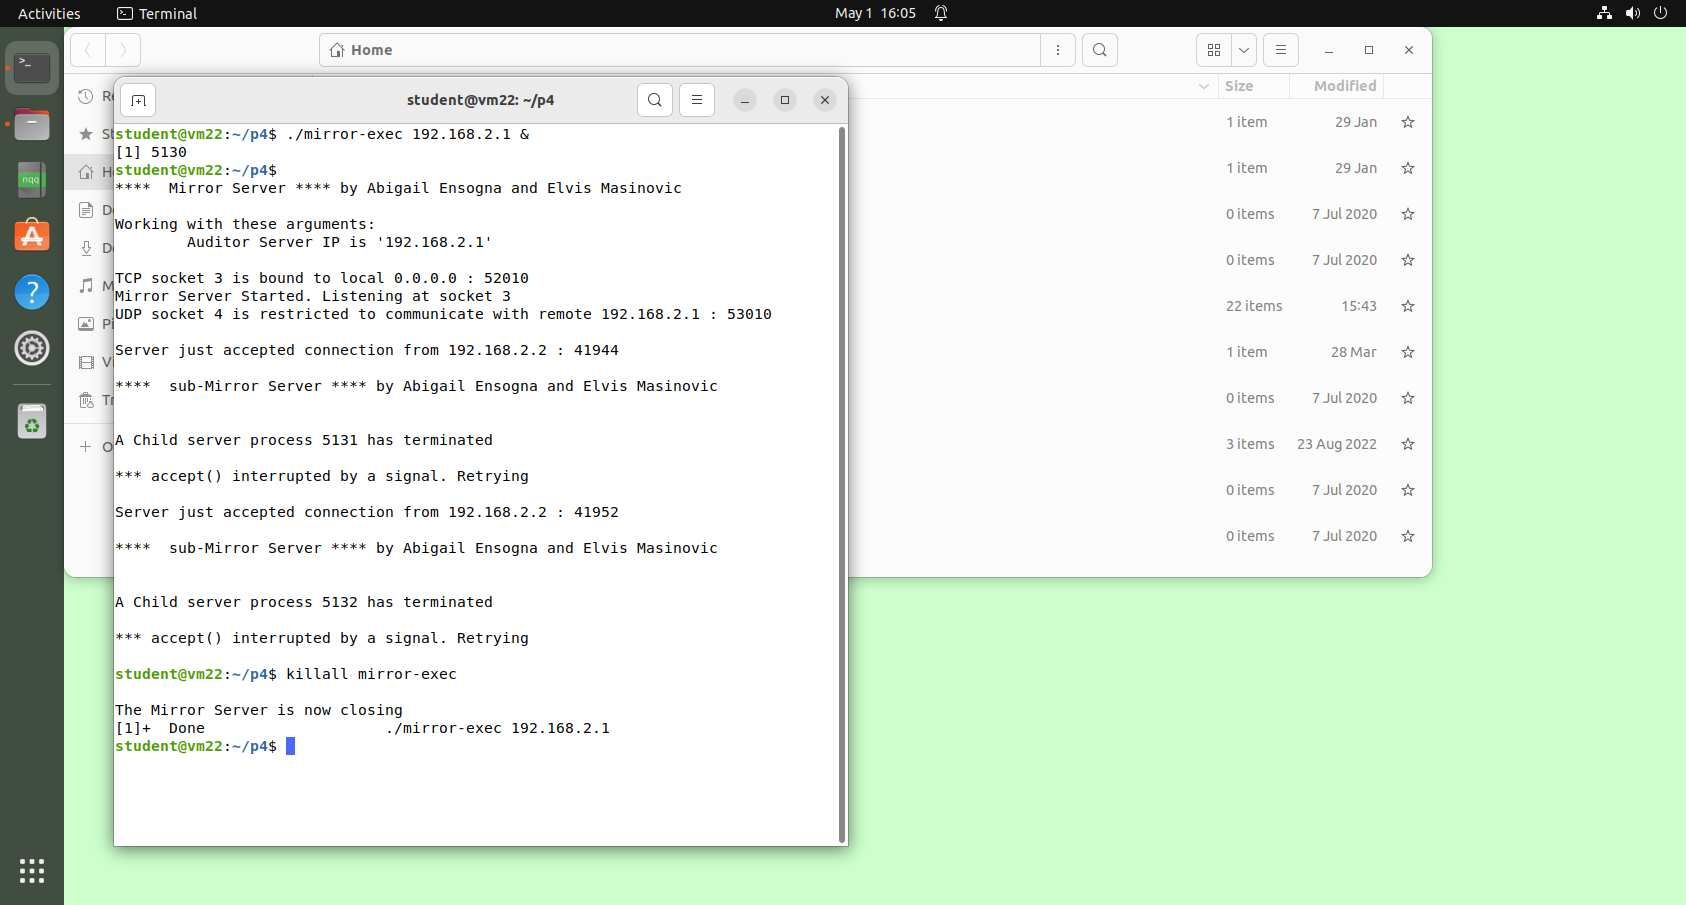 Activities
Terminal
May 1 16:05
Home
Size
Modified
1 item 29 Jan
1 item 29 Jan
0 items 7 Jul 2020
0 items 7 Jul 2020
22 items 15:43
1 item 28 Mar
0 items 7 Jul 2020
3 items 23 Aug 2022
0 items 7 Jul 2020
0 items 7 Jul 2020
nqq
student@vm22: ~/p4
student@vm22:~/p4$ ./mirror-exec 192.168.2.1 &
[1] 5130
student@vm22:~/p4$
**** Mirror Server **** by Abigail Ensogna and Elvis Masinovic
Working with these arguments:
Auditor Server IP is '192.168.2.1'
TCP socket 3 is bound to local 0.0.0.0 : 52010
Mirror Server Started. Listening at socket 3
UDP socket 4 is restricted to communicate with remote 192.168.2.1 : 53010
Server just accepted connection from 192.168.2.2 : 41944
**** sub-Mirror Server **** by Abigail Ensogna and Elvis Masinovic
A Child server process 5131 has terminated
*** accept() interrupted by a signal. Retrying
Server just accepted connection from 192.168.2.2 : 41952
**** sub-Mirror Server **** by Abigail Ensogna and Elvis Masinovic
A Child server process 5132 has terminated
*** accept() interrupted by a signal. Retrying
student@vm22:~/p4$ killall mirror-exec
The Mirror Server is now closing
[1]+ Done ./mirror-exec 192.168.2.1
student@vm22:~/p4$